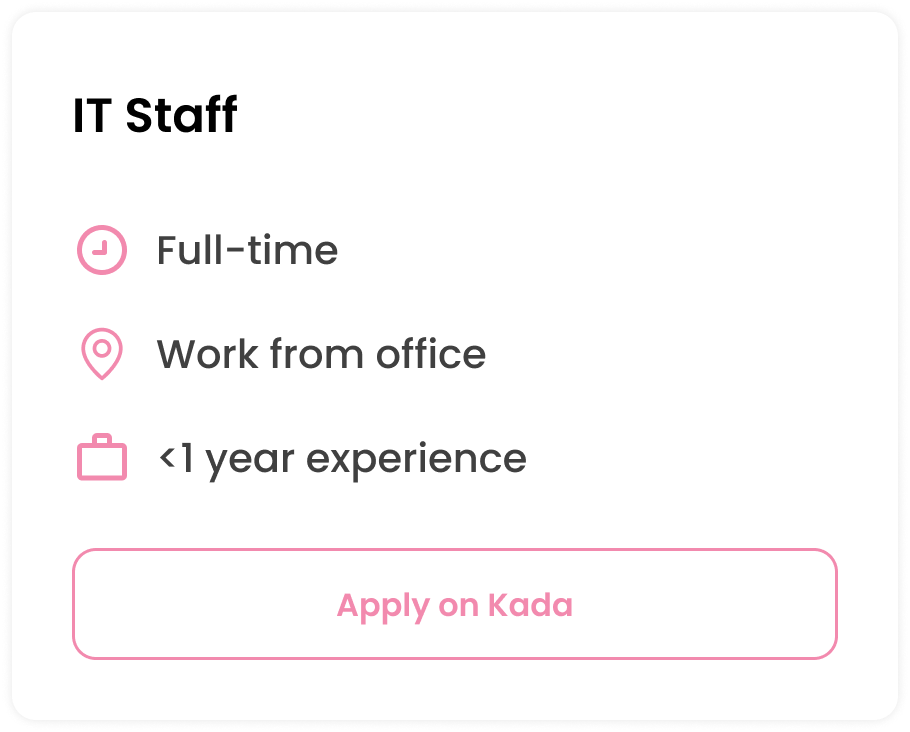 IT Staff
Full-time
Work from office
<1 year experience
Apply on Kada